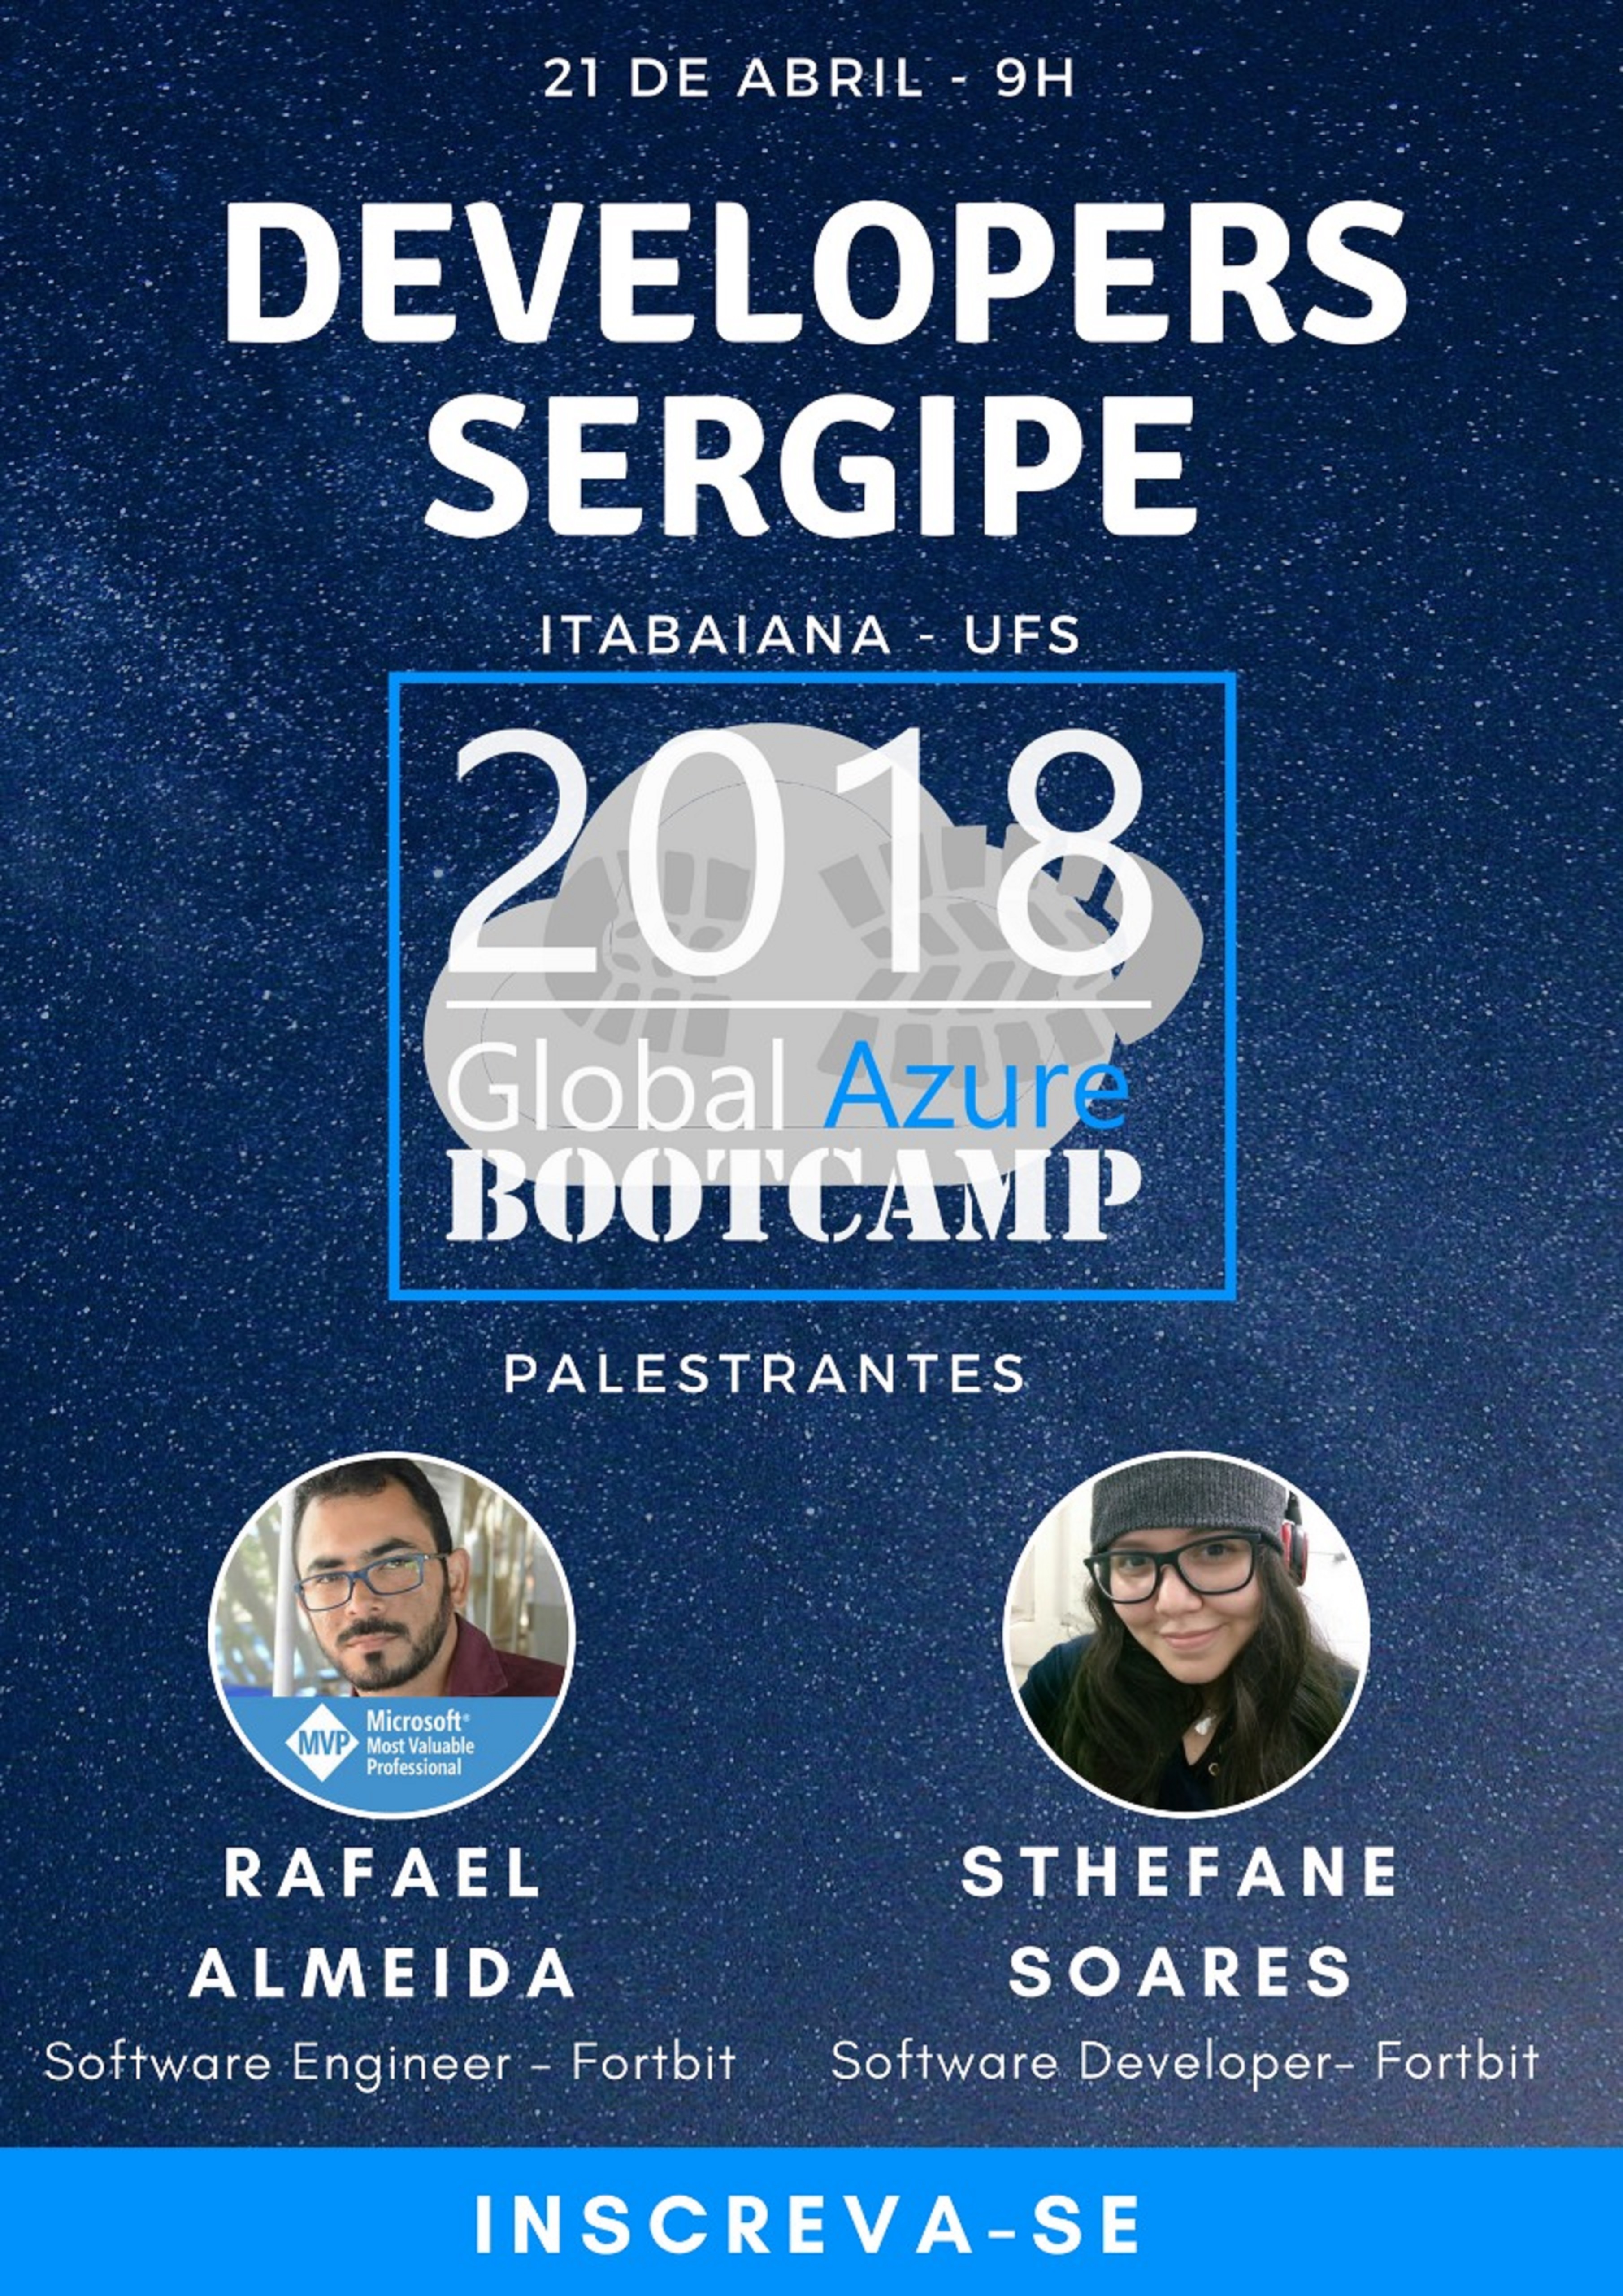 21 DE ABRIL - 9H
DEVELOPERS
SERGIPE
ITABAIANA - UFS
2018
Global Azure
BOOTCAMP
PALESTRANTES
MVP
Microsoft®
Most Valuable
Professional
RAFAEL
ALMEIDA
Software Engineer - Fortbit
STHEFANE
SOARES
Software Developer- Fortbit
INSCREVA-SE